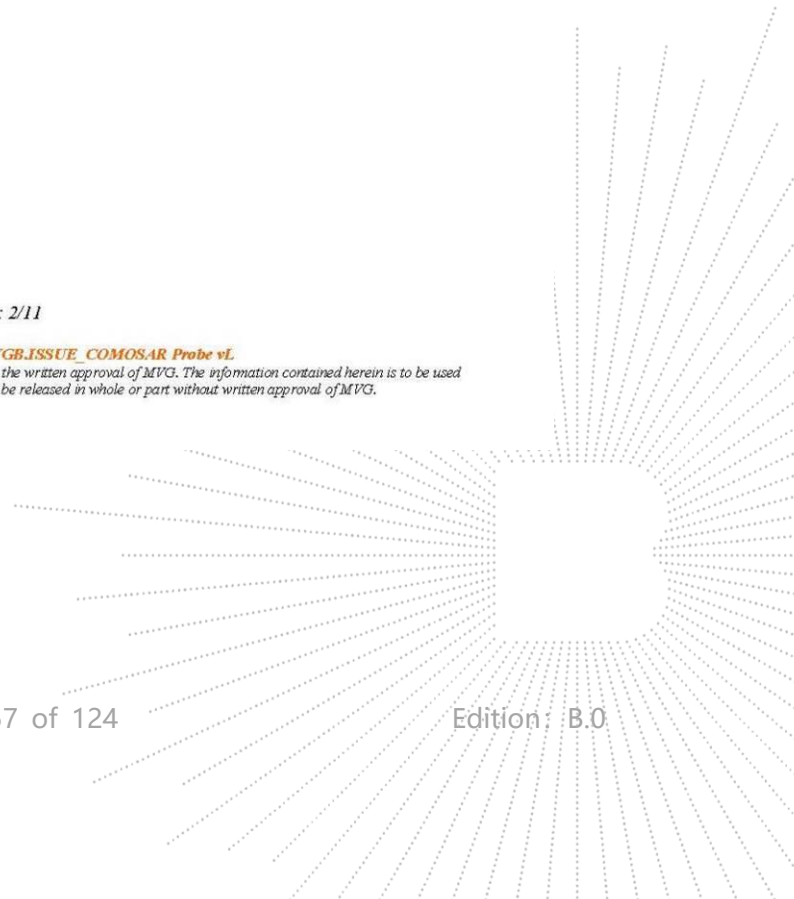 : 2/11
GB.ISSUE_COMOSAR Probe vL
the written approval of MVG. The information contained herein is to be used
be released in whole or part without written approval of MVG.
7 of 124 Edition: B.0